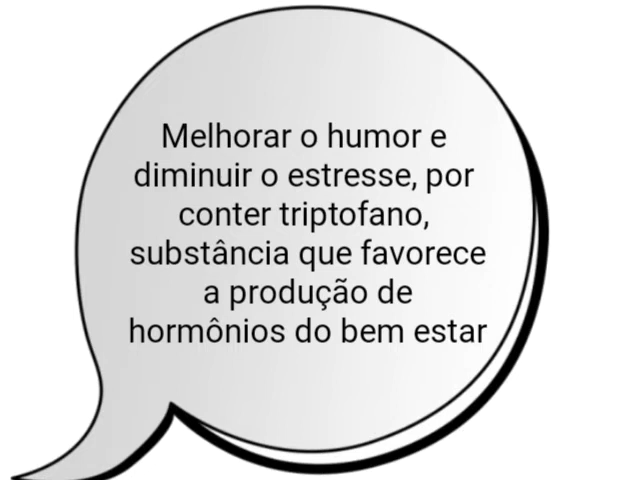 Melhorar o humor e
diminuir o estresse, por
conter triptofano,
substância que favorece
a produção de
hormônios do bem estar